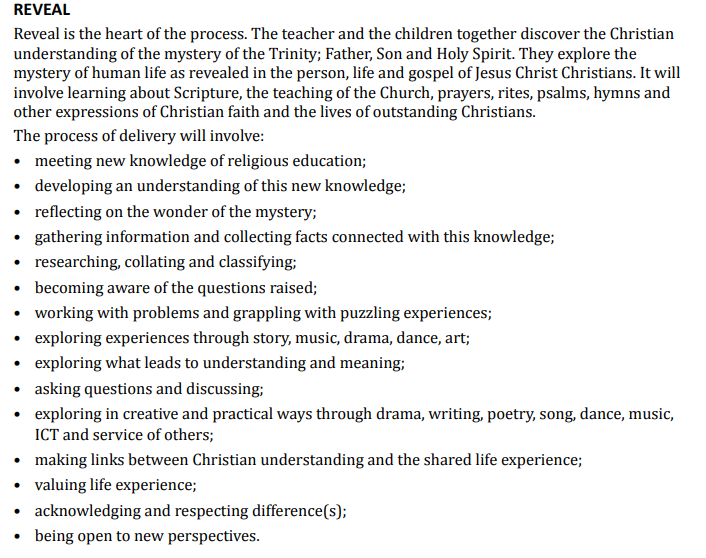 REVEAL
Reveal is the heart of the process. The teacher and the children together discover the Christian
understanding of the mystery of the Trinity; Father, Son and Holy Spirit. They explore the
mystery of human life as revealed in the person, life and gospel of Jesus Christ Christians. It will
involve learning about Scripture, the teaching of the Church, prayers, rites, psalms, hymns and
other expressions of Christian faith and the lives of outstanding Christians.
The process of delivery will involve:
• meeting new knowledge of religious education;
• developing an understanding of this new knowledge;
• reflecting on the wonder of the mystery;
• gathering information and collecting facts connected with this knowledge;
• researching, collating and classifying;
• becoming aware of the questions raised;
• working with problems and grappling with puzzling experiences;
• exploring experiences through story, music, drama, dance, art;
• exploring what leads to understanding and meaning;
• asking questions and discussing;
• exploring in creative and practical ways through drama, writing, poetry, song, dance, music,
ICT and service of others;
• making links between Christian understanding and the shared life experience;
• valuing life experience;
• acknowledging and respecting difference(s);
• being open to new perspectives.